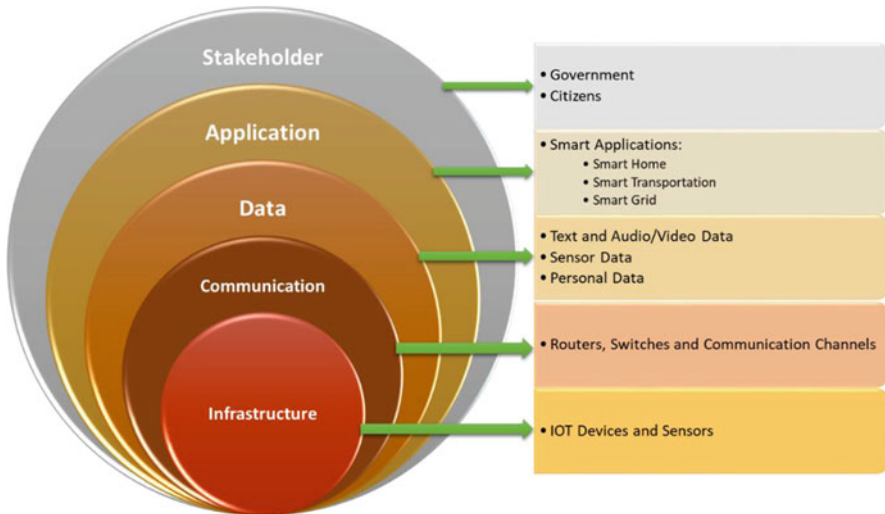 Stakeholder
Application
Data
Communication
Infrastructure
• Government
• Citizens
• Smart Applications:
• Smart Home
• Smart Transportation
• Smart Grid
• Text and Audio/Video Data
• Sensor Data
• Personal Data
• Routers, Switches and Communication Channels
• IOT Devices and Sensors